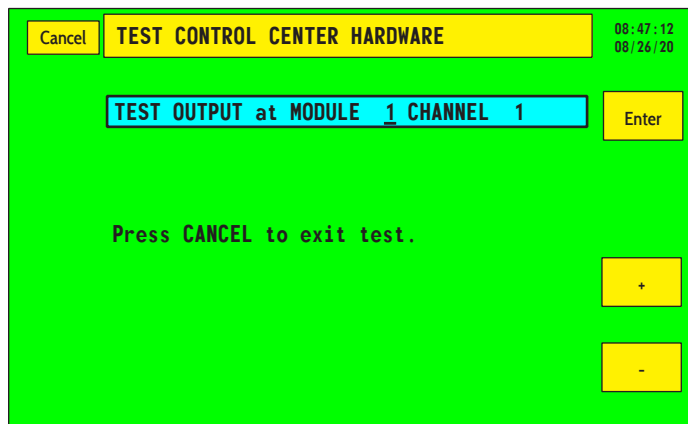 Cancel
TEST CONTROL CENTER HARDWARE
08:47:12
08/26/20
TEST OUTPUT at MODULE 1 CHANNEL 1
Enter
Press CANCEL to exit test.
+
-